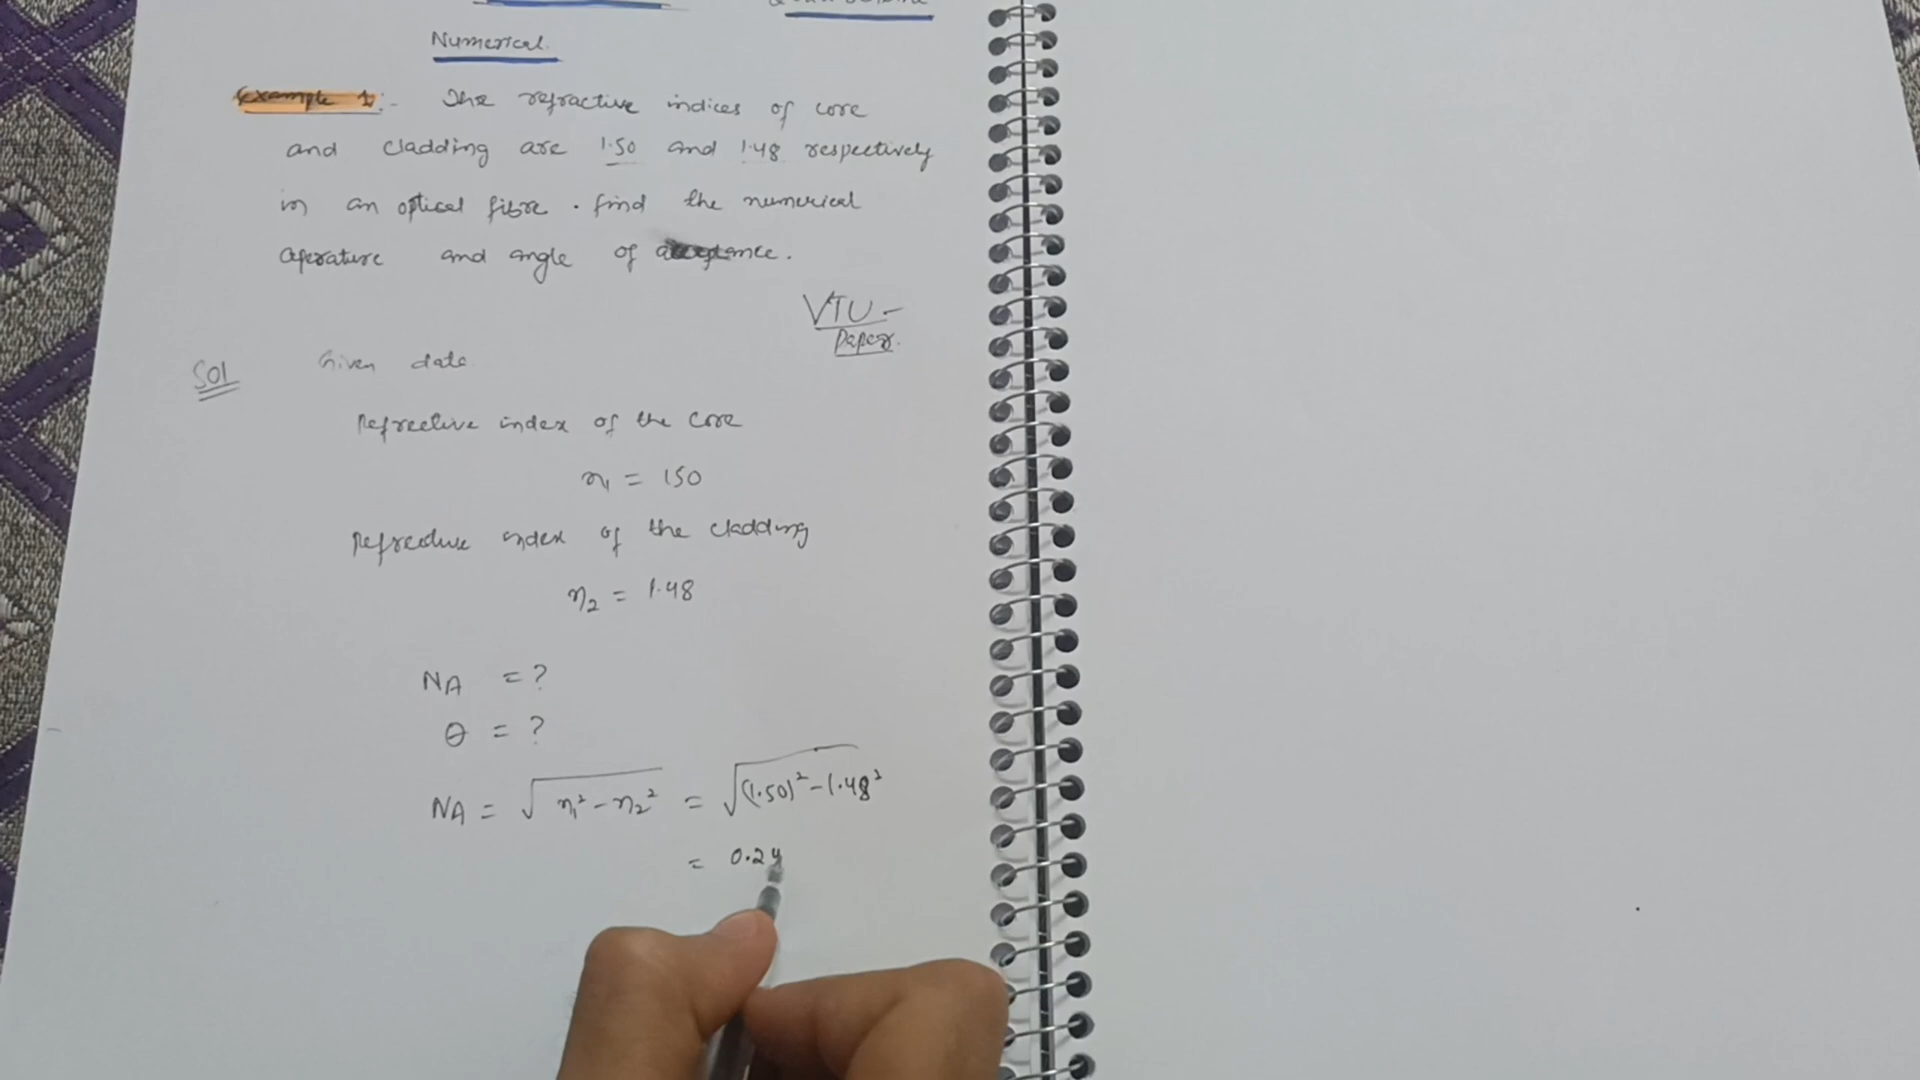 Numerical.
Example 1:- The refractive indices of core
and cladding are 1.50 and 1.48 respectively
in an optical fibre. find the numerical
aperature and angle of acceptance.
VTU-
Paper.
Sol Given data
Refractive index of the core
n₁ = 150
Refractive index of the cladding
n₂ = 1.48
NA = ?
θ = ?
NA = √n₁² - n₂² = √(1.50)² - 1.48²
= 0.24